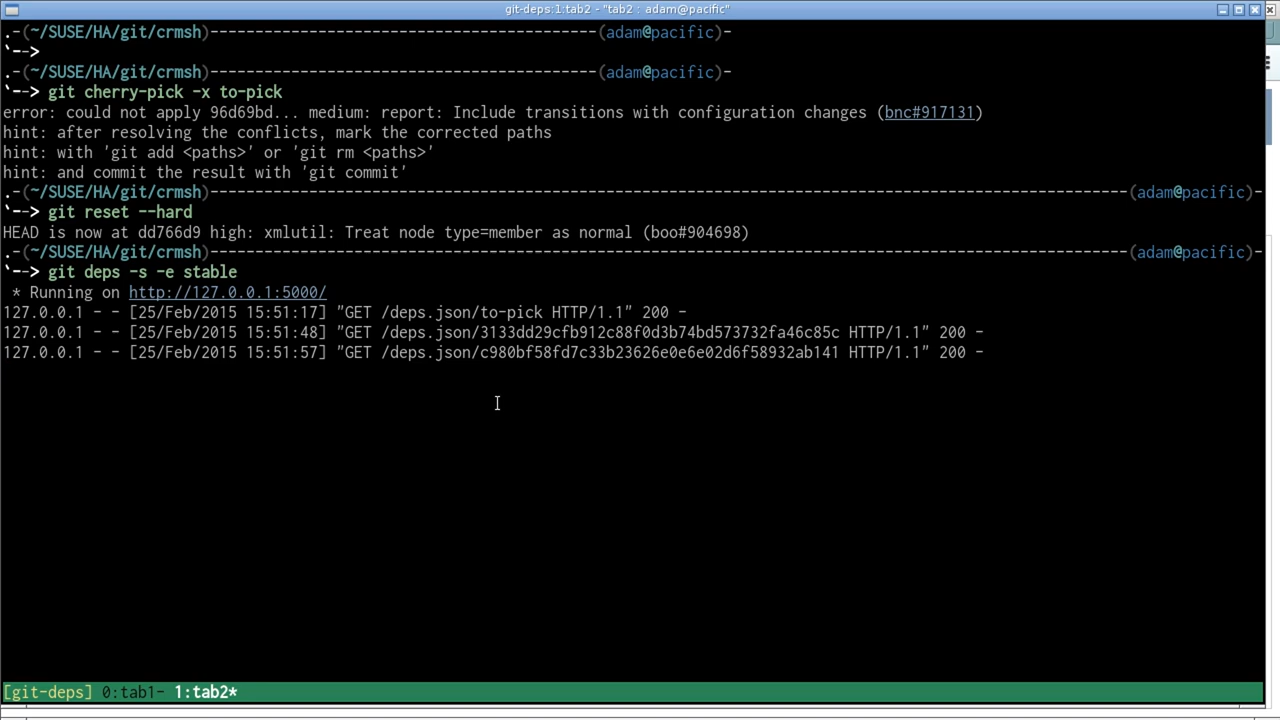 git-deps:1:tab2 - "tab2 : adam@pacific"
.-(~/SUSE/HA/git/crmsh)-------------------------------------------(adam@pacific)-
`-->
.-(~/SUSE/HA/git/crmsh)-------------------------------------------(adam@pacific)-
`--> git cherry-pick -x to-pick
error: could not apply 96d69bd... medium: report: Include transitions with configuration changes (bnc#917131)
hint: after resolving the conflicts, mark the corrected paths
hint: with 'git add <paths>' or 'git rm <paths>'
hint: and commit the result with 'git commit'
.-(~/SUSE/HA/git/crmsh)------------------------------------------------------------------------------------------------------(adam@pacific)-
`--> git reset --hard
HEAD is now at dd766d9 high: xmlutil: Treat node type=member as normal (boo#904698)
.-(~/SUSE/HA/git/crmsh)------------------------------------------------------------------------------------------------------(adam@pacific)-
`--> git deps -s -e stable
 * Running on http://127.0.0.1:5000/
127.0.0.1 - - [25/Feb/2015 15:51:17] "GET /deps.json/to-pick HTTP/1.1" 200 -
127.0.0.1 - - [25/Feb/2015 15:51:48] "GET /deps.json/3133dd29cfb912c88f0d3b74bd573732fa46c85c HTTP/1.1" 200 -
127.0.0.1 - - [25/Feb/2015 15:51:57] "GET /deps.json/c980bf58fd7c33b23626e0e6e02d6f58932ab141 HTTP/1.1" 200 -
[git-deps] 0:tab1- 1:tab2*